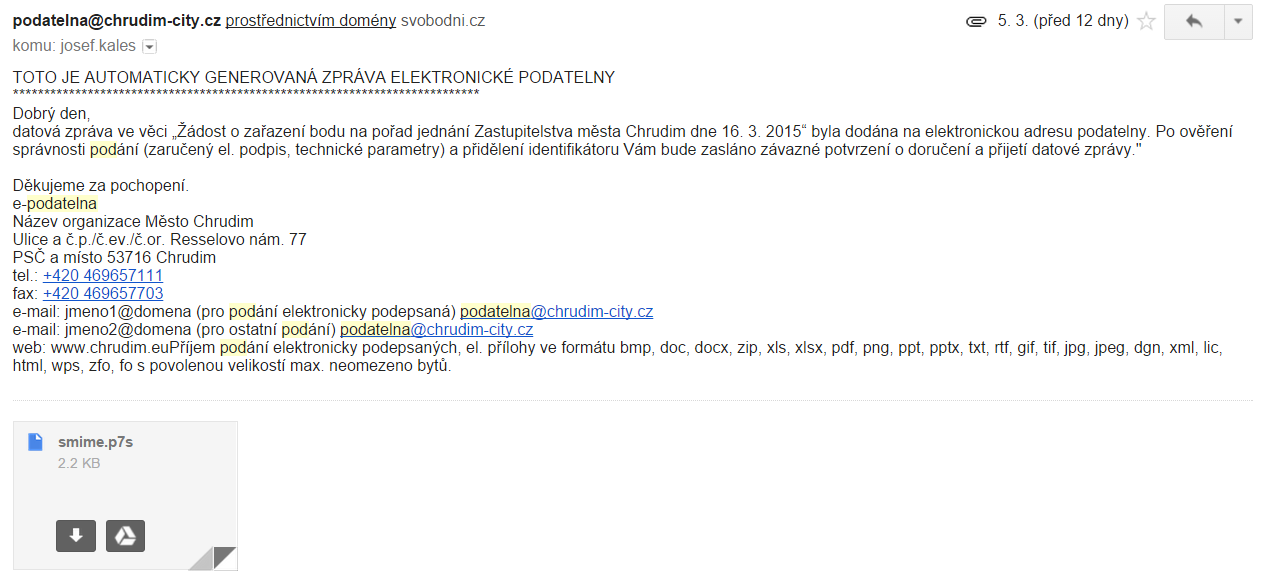 podatelna@chrudim-city.cz prostřednictvím domény svobodni.cz 5. 3. (před 12 dny)
komu: josef.kales
TOTO JE AUTOMATICKY GENEROVANÁ ZPRÁVA ELEKTRONICKÉ PODATELNY
***************************************************************************
Dobrý den,
datová zpráva ve věci „Žádost o zařazení bodu na pořad jednání Zastupitelstva města Chrudim dne 16. 3. 2015“ byla dodána na elektronickou adresu podatelny. Po ověření
správnosti podání (zaručený el. podpis, technické parametry) a přidělení identifikátoru Vám bude zasláno závazné potvrzení o doručení a přijetí datové zprávy."
Děkujeme za pochopení.
e-podatelna
Název organizace Město Chrudim
Ulice a č.p./č.ev./č.or. Resselovo nám. 77
PSČ a místo 53716 Chrudim
tel.: +420 469657111
fax: +420 469657703
e-mail: jmeno1@domena (pro podání elektronicky podepsaná) podatelna@chrudim-city.cz
e-mail: jmeno2@domena (pro ostatní podání) podatelna@chrudim-city.cz
web: www.chrudim.euPříjem podání elektronicky podepsaných, el. přílohy ve formátu bmp, doc, docx, zip, xls, xlsx, pdf, png, ppt, pptx, txt, rtf, gif, tif, jpg, jpeg, dgn, xml, lic,
html, wps, zfo, fo s povolenou velikostí max. neomezeno bytů.
smime.p7s
2.2 KB